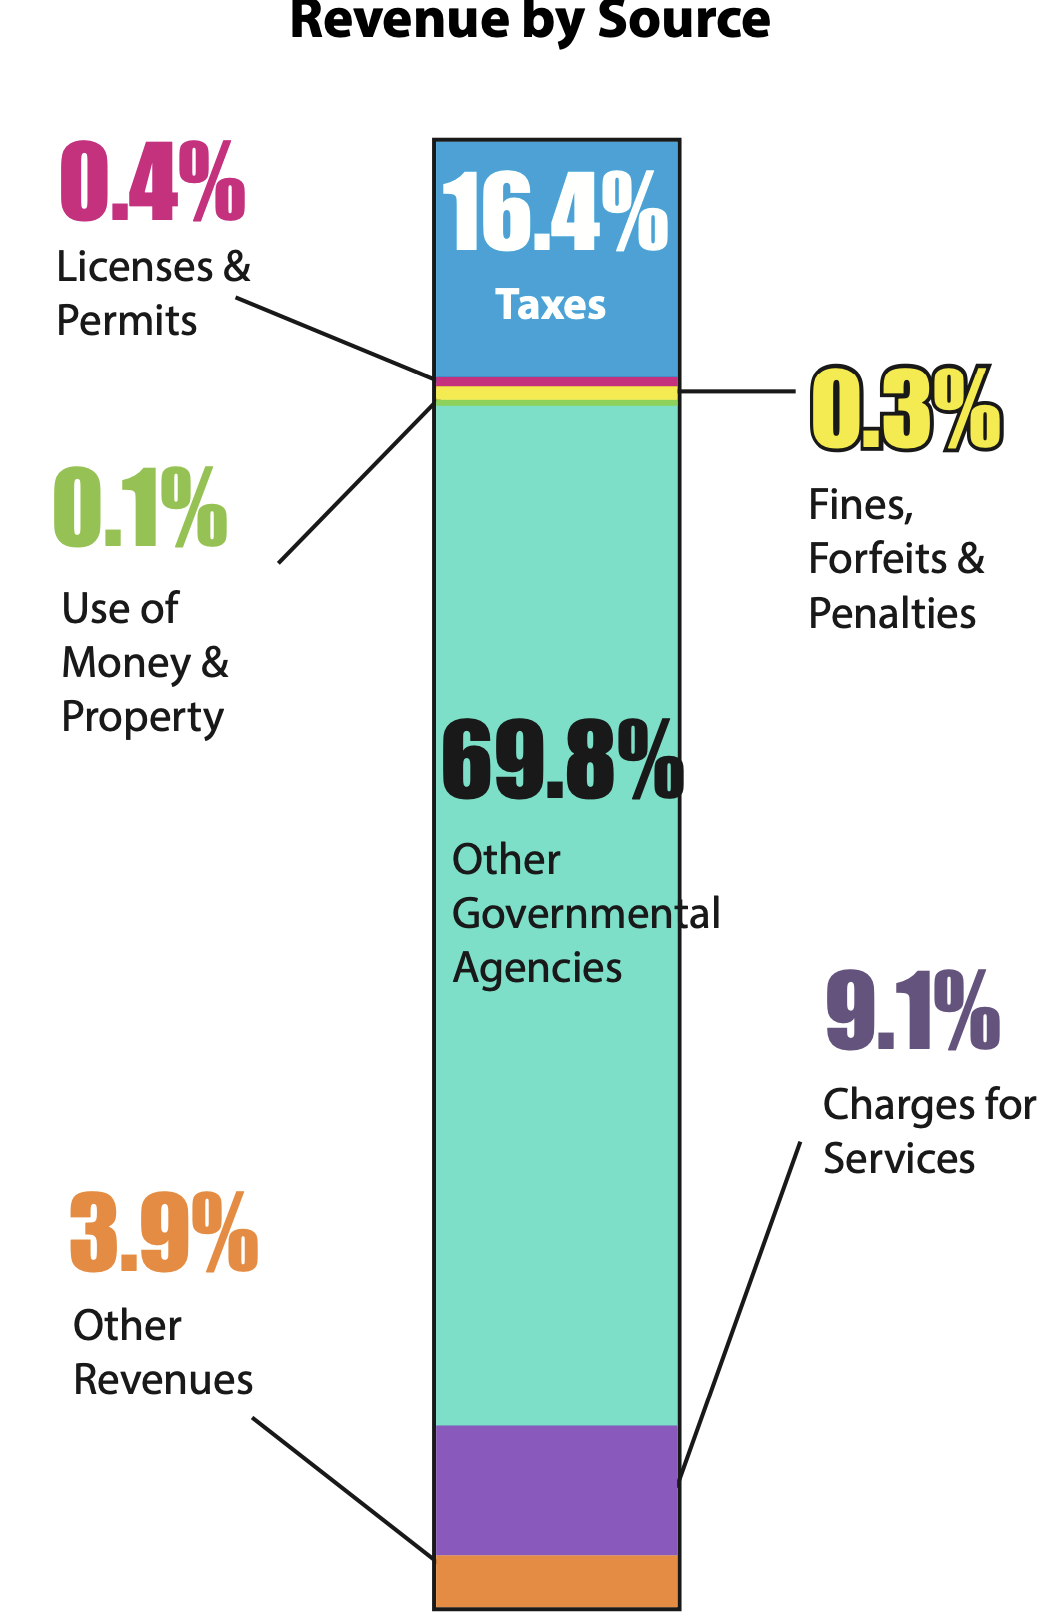 Revenue by Source
0.4%
Licenses &
Permits
16.4%
Taxes
0.3%
Fines,
Forfeits &
Penalties
0.1%
Use of
Money &
Property
69.8%
Other
Governmental
Agencies
9.1%
Charges for
Services
3.9%
Other
Revenues